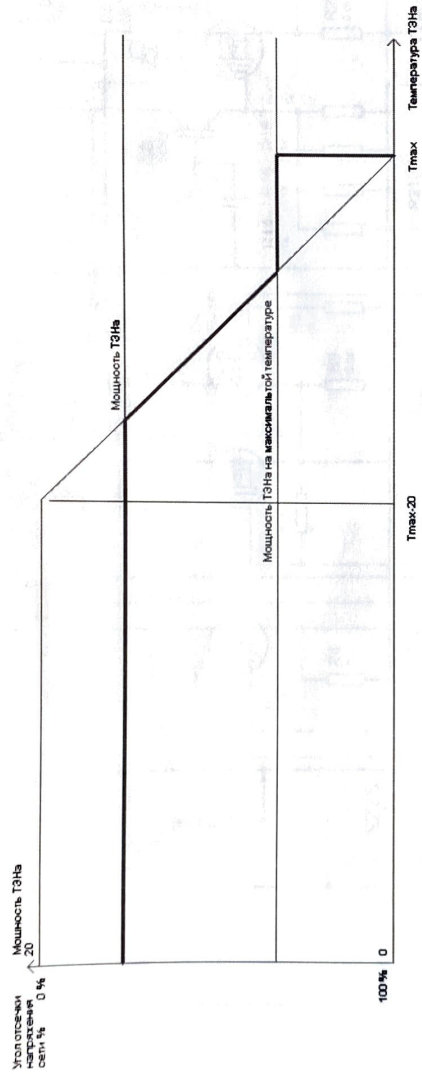 Угол отсечки
напряжения
сети %
0 %
Мощность ТЭНа
20
Мощность ТЭНа
Мощность ТЭНа на максимальтой температуре
100 %
0
Tmax-20
Tmax
Температура ТЭНа